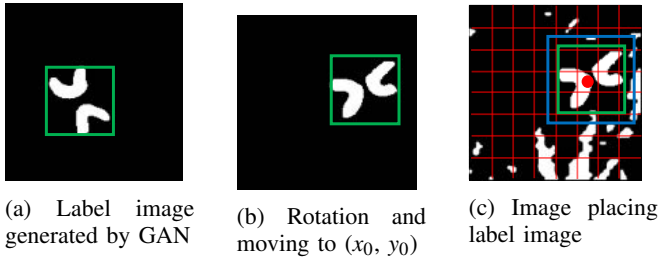 (a) Label image
generated by GAN
(b) Rotation and
moving to (x₀, y₀)
(c) Image placing
label image